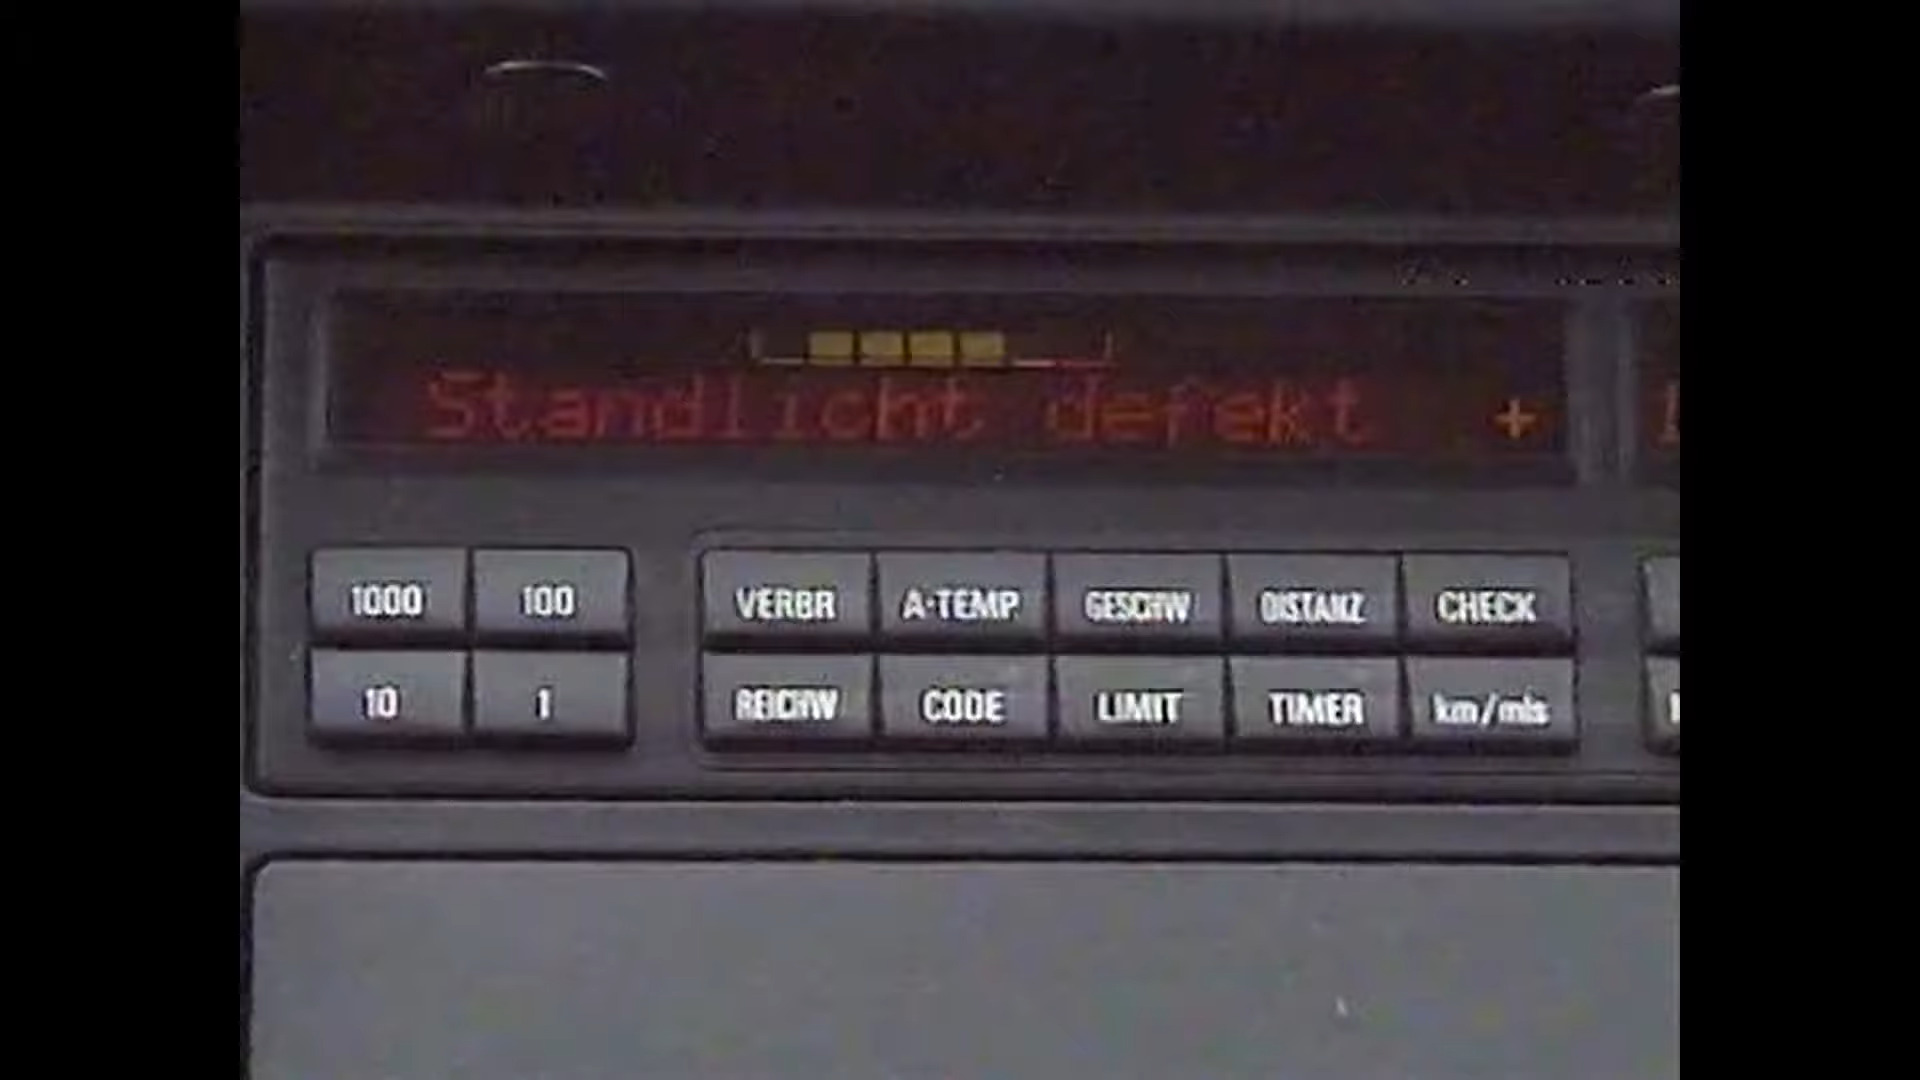 Standlicht defekt +
1000 100 VERBR A-TEMP GESCHW DISTANZ CHECK
10 1 REICHW CODE LIMIT TIMER km/mls